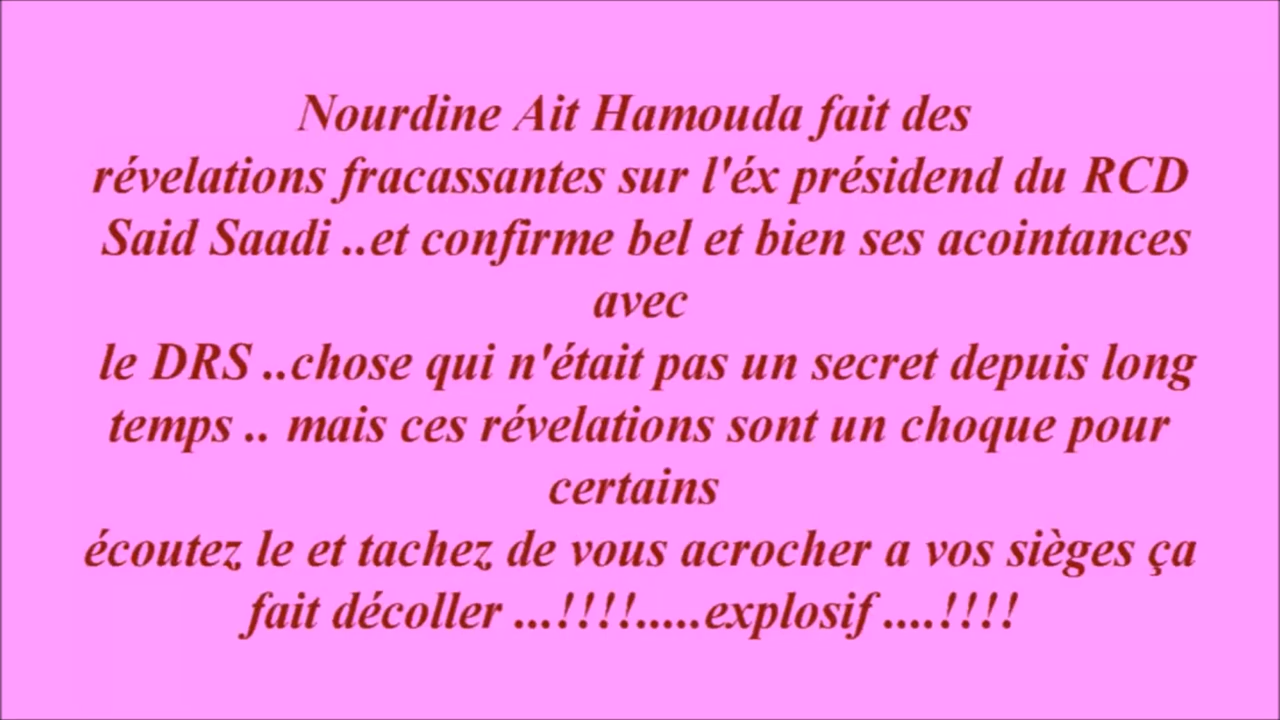 Nourdine Ait Hamouda fait des
révelations fracassantes sur l'éx présidend du RCD
Said Saadi ..et confirme bel et bien ses acointances
avec
le DRS ..chose qui n'était pas un secret depuis long
temps .. mais ces révelations sont un choque pour
certains
écoutez le et tachez de vous acrocher a vos sièges ça
fait décoller ...!!!!.....explosif ....!!!!